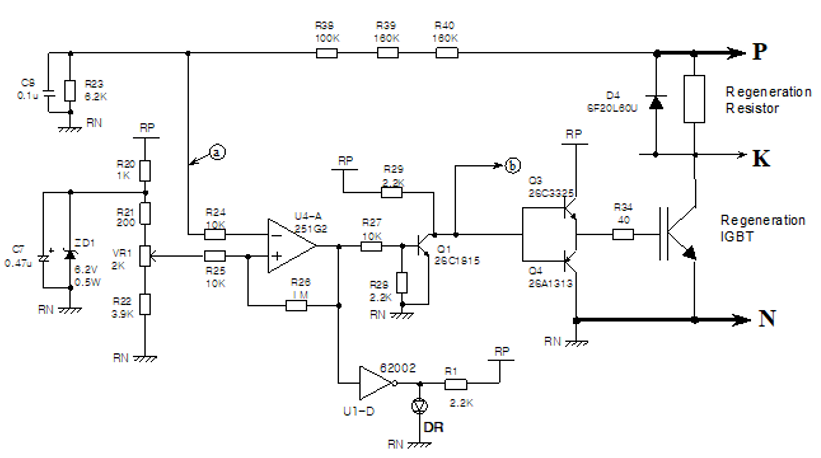 R38
100K
R39
160K
R40
160K
P
C9
0.1u
R23
6.2K
RN
D4
6F20L60U
Regeneration
Resistor
RP
R20
1K
a
RP
R29
2.2K
b
RP
K
Q3
2SC3325
R21
200
R24
10K
U4-A
251G2
R27
10K
Q1
2SC1815
R34
40
Regeneration
IGBT
C7
0.47u
+
ZD1
6.2V
0.5W
VR1
2K
R25
10K
R26
1M
R28
2.2K
RN
Q4
2SA1313
RN
R22
3.9K
RN
N
RN
62002
U1-D
R1
2.2K
RP
DR
RN